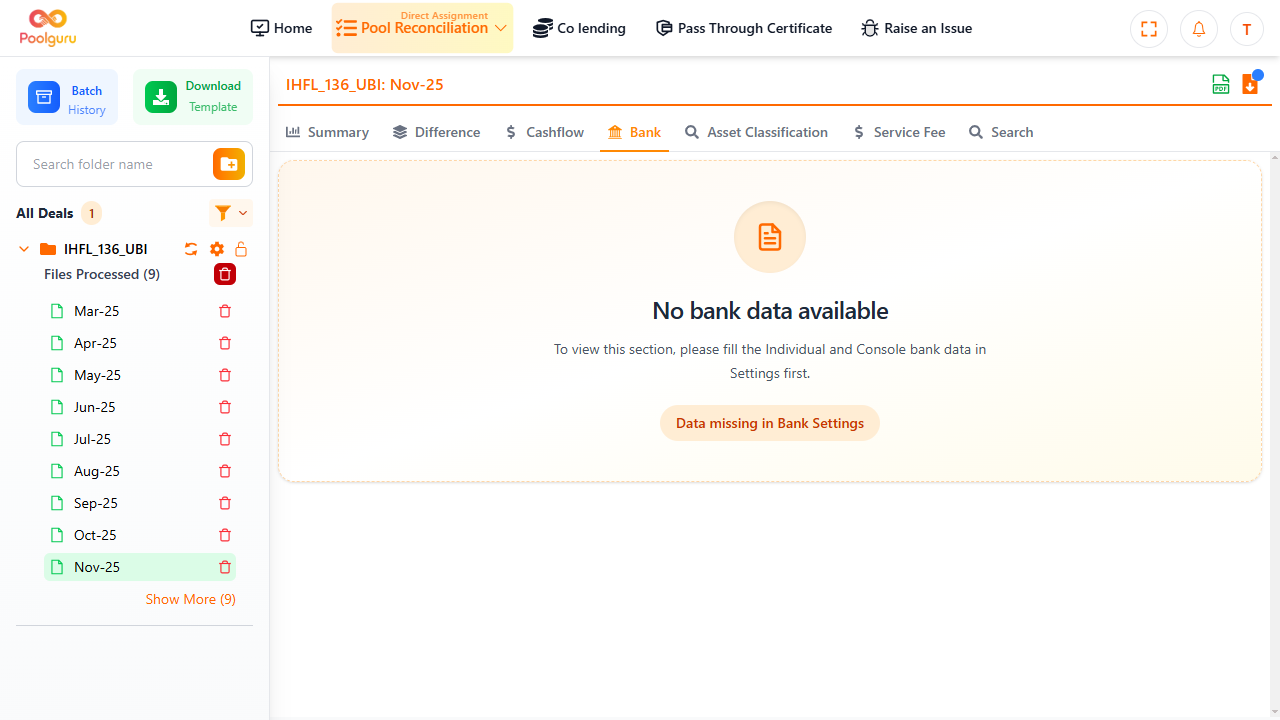 Poolguru
Home
Direct Assignment
Pool Reconciliation
Co lending
Pass Through Certificate
Raise an Issue
T
Batch
History
Download
Template
Search folder name
All Deals 1
IHFL_136_UBI
Files Processed (9)
Mar-25
Apr-25
May-25
Jun-25
Jul-25
Aug-25
Sep-25
Oct-25
Nov-25
Show More (9)
IHFL_136_UBI: Nov-25
PDF
Summary
Difference
Cashflow
Bank
Asset Classification
Service Fee
Search
No bank data available
To view this section, please fill the Individual and Console bank data in
Settings first.
Data missing in Bank Settings